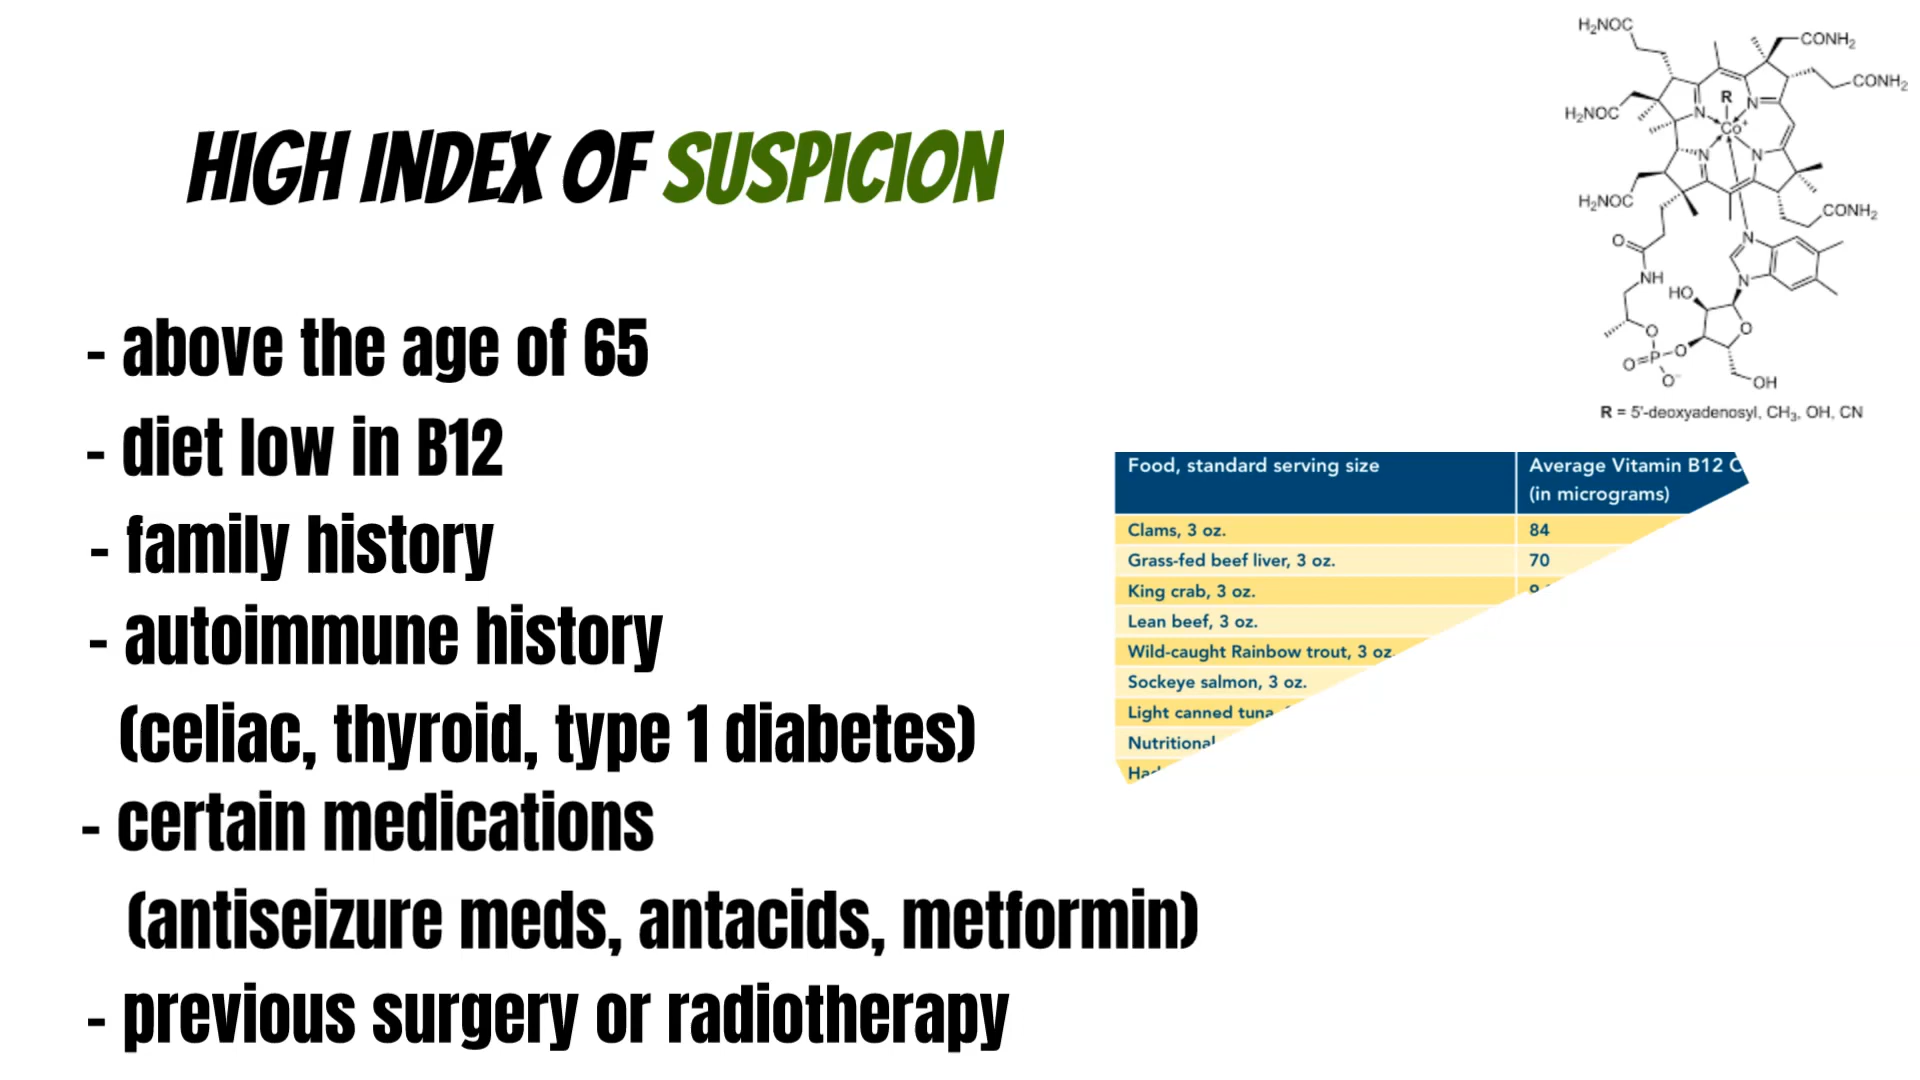 HIGH INDEX OF SUSPICION
- above the age of 65
- diet low in B12
- family history
- autoimmune history
(celiac, thyroid, type 1 diabetes)
- certain medications
(antiseizure meds, antacids, metformin)
- previous surgery or radiotherapy
H₂NOC
CONH₂
CONH₂
R
N
N
H₂NOC
Co⁺
N
N
H₂NOC
CONH₂
O
N
NH
N
HO
O
O
O
O=P
O⁻
OH
R = 5'-deoxyadenosyl, CH₃, OH, CN
Food, standard serving size
Average Vitamin B12
(in micrograms)
Clams, 3 oz.
84
Grass-fed beef liver, 3 oz.
70
King crab, 3 oz.
Lean beef, 3 oz.
Wild-caught Rainbow trout, 3 oz.
Sockeye salmon, 3 oz.
Light canned tuna
Nutritional